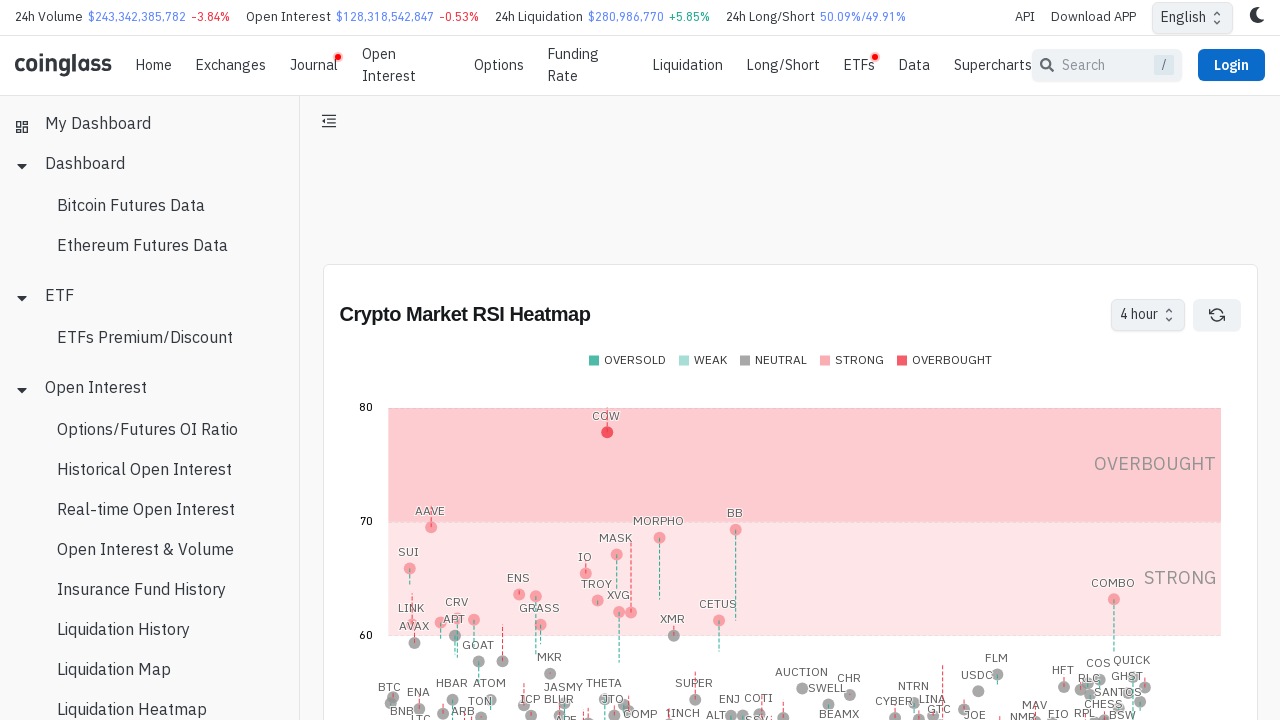 24h Volume $243,342,385,782 -3.84% Open Interest $128,318,542,847 -0.53% 24h Liquidation $280,986,770 +5.85% 24h Long/Short 50.09%/49.91% API Download APP English
coinglass Home Exchanges Journal Open Interest Options Funding Rate Liquidation Long/Short ETFs Data Supercharts Search / Login
My Dashboard
Dashboard
Bitcoin Futures Data
Ethereum Futures Data
ETF
ETFs Premium/Discount
Open Interest
Options/Futures OI Ratio
Historical Open Interest
Real-time Open Interest
Open Interest & Volume
Insurance Fund History
Liquidation History
Liquidation Map
Liquidation Heatmap
Crypto Market RSI Heatmap 4 hour
OVERSOLD WEAK NEUTRAL STRONG OVERBOUGHT
80
COW
OVERBOUGHT
70
AAVE MORPHO BB
MASK
SUI IO
STRONG
ENS TROY COMBO
XVG
LINK CRV GRASS CETUS
AVAX APT XMR
60
GOAT
MKR FLM COS QUICK
AUCTION HFT
USDC CHR RLC GHST
BTC ENA HBAR ATOM JASMY THETA SUPER SWELL NTRN SANTOS
TON ICP BLUR JTO ENJ COTI CYBER LINA CHESS
BNB ARB COMP 1INCH ALT BEAMX GTC JOE MAV FIO RPL BSW
LTC NMR